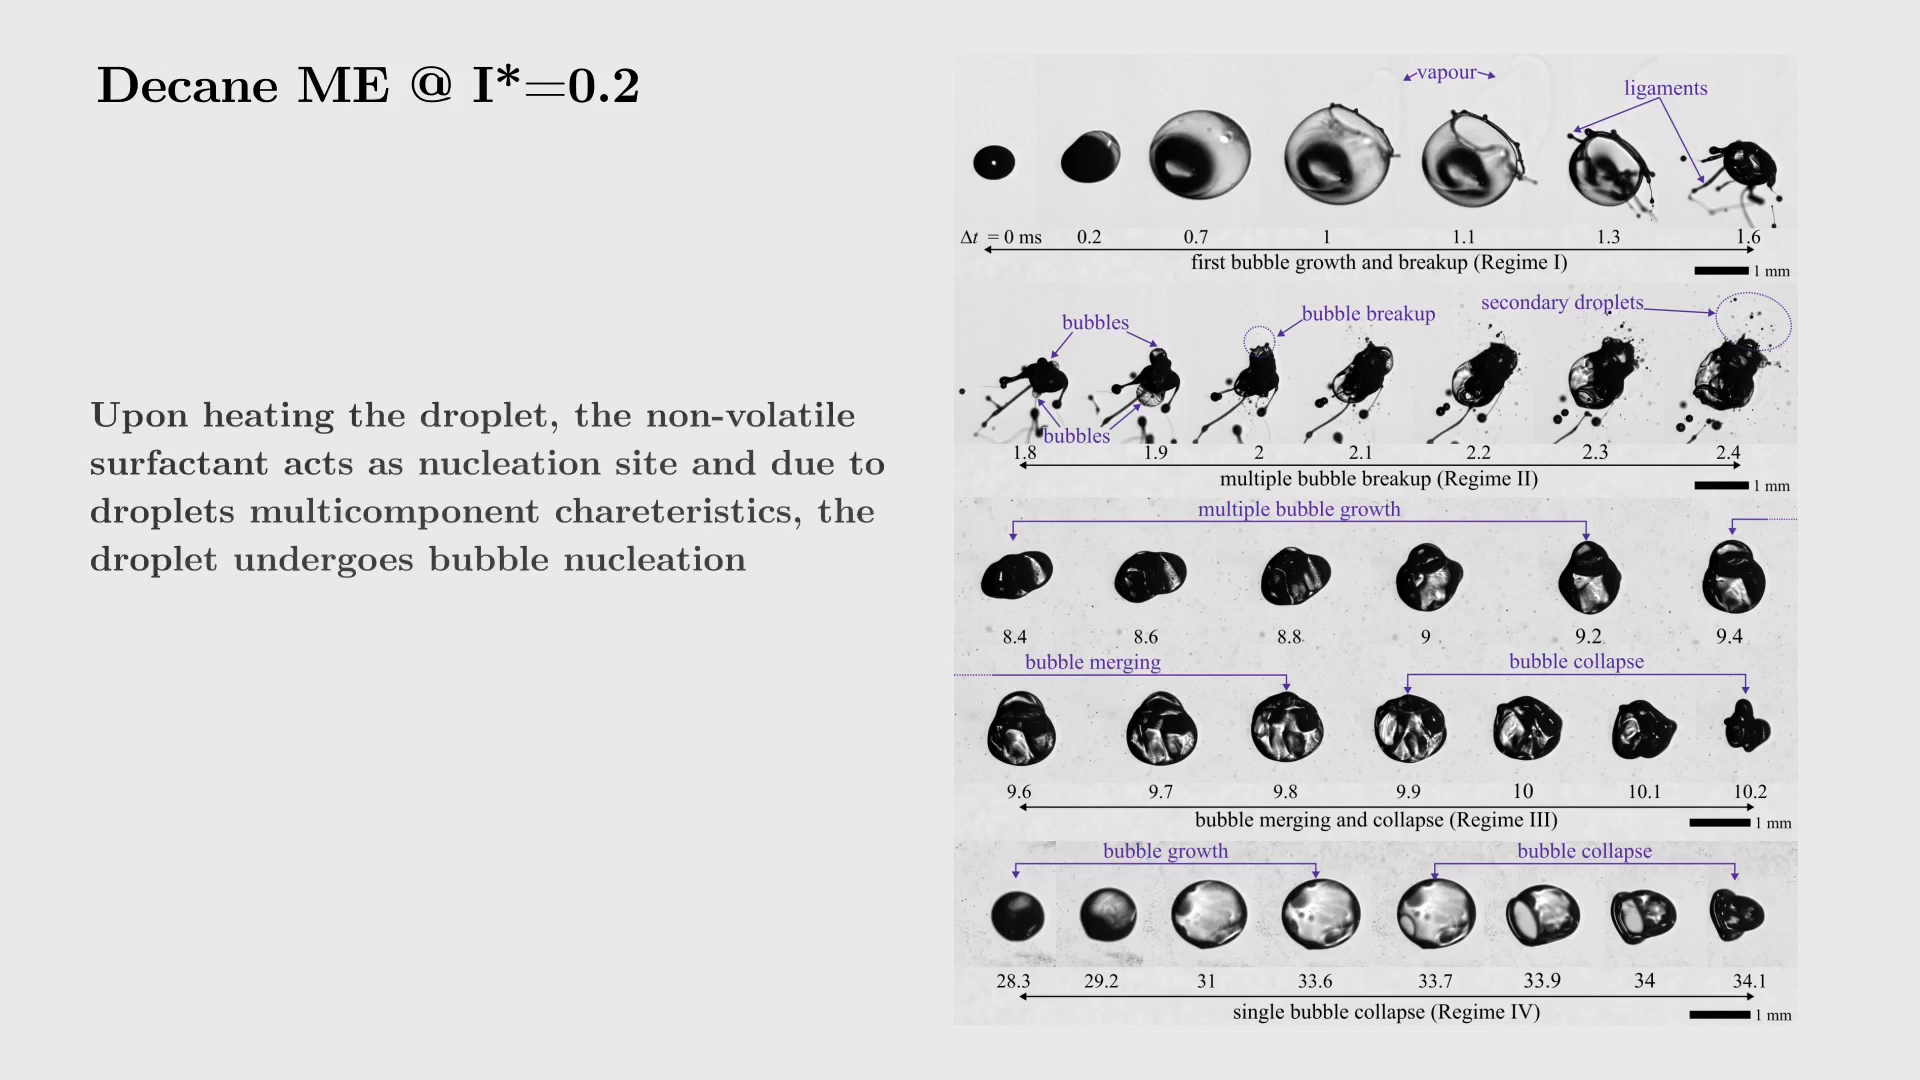 Decane ME @ I*=0.2
Upon heating the droplet, the non-volatile
surfactant acts as nucleation site and due to
droplets multicomponent chareteristics, the
droplet undergoes bubble nucleation
vapour
ligaments
Δt = 0 ms 0.2 0.7 1 1.1 1.3 1.6
first bubble growth and breakup (Regime I)
1 mm
secondary droplets
bubble breakup
bubbles
bubbles
1.8 1.9 2 2.1 2.2 2.3 2.4
multiple bubble breakup (Regime II)
1 mm
multiple bubble growth
8.4 8.6 8.8 9 9.2 9.4
bubble merging bubble collapse
9.6 9.7 9.8 9.9 10 10.1 10.2
bubble merging and collapse (Regime III)
1 mm
bubble growth bubble collapse
28.3 29.2 31 33.6 33.7 33.9 34 34.1
single bubble collapse (Regime IV)
1 mm